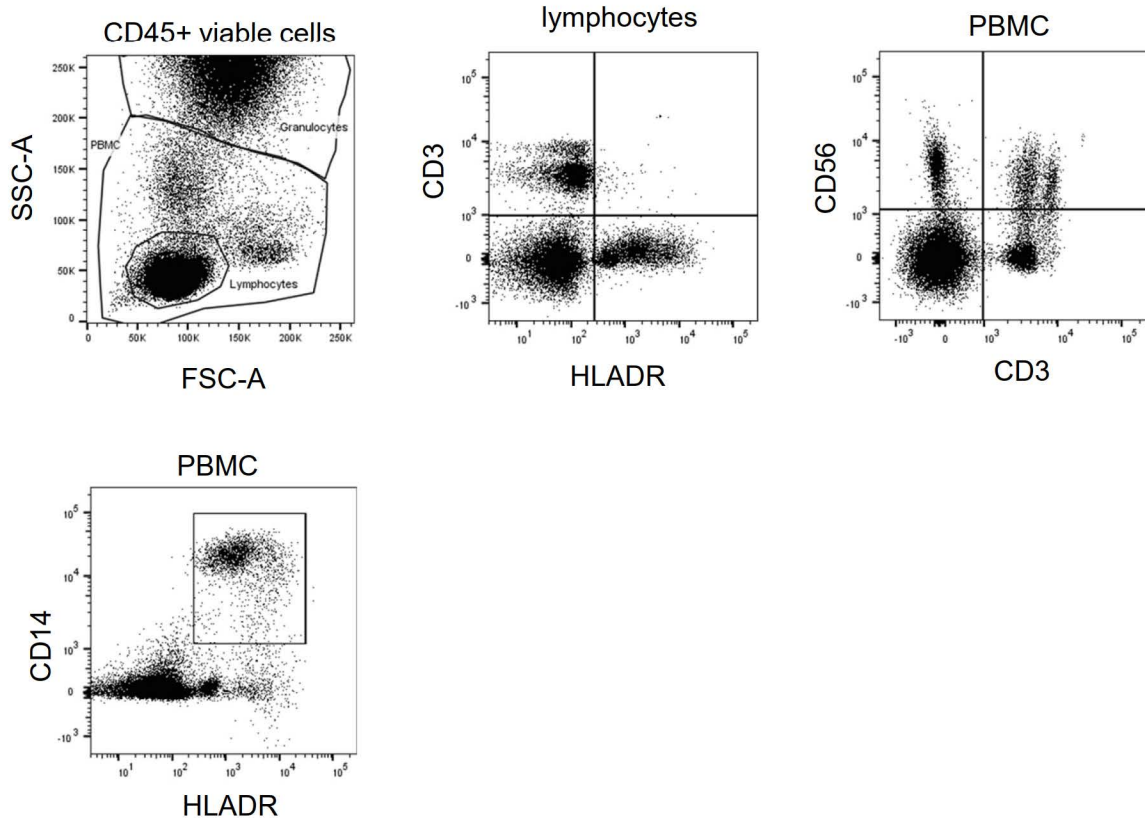 CD45+ viable cells
250K
200K
150K
100K
50K
0
SSC-A
PBMC
Granulocytes
Lymphocytes
0 50K 100K 150K 200K 250K
FSC-A
lymphocytes
10^5
10^4
10^3
0
-10^3
CD3
10^1 10^2 10^3 10^4 10^5
HLADR
PBMC
10^5
10^4
10^3
0
-10^3
CD56
-10^3 0 10^3 10^4 10^5
CD3
PBMC
10^5
10^4
10^3
0
-10^3
CD14
10^1 10^2 10^3 10^4 10^5
HLADR